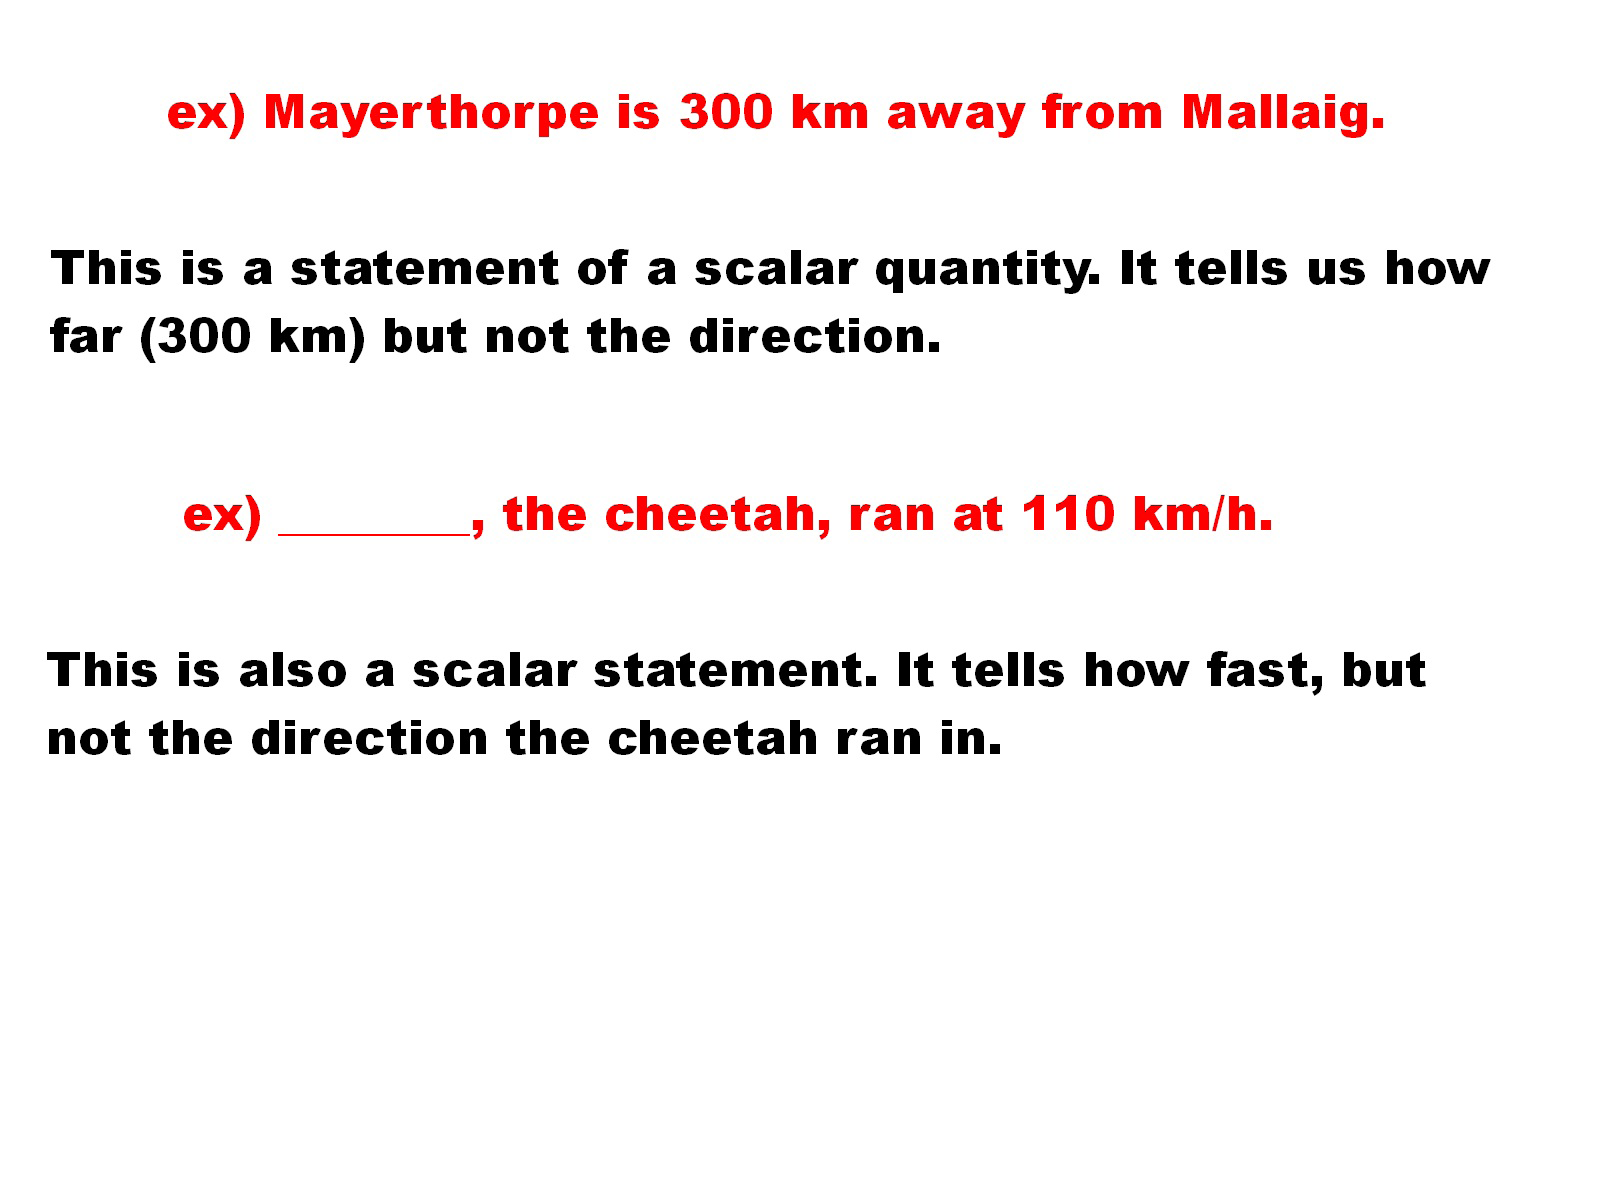 ex) Mayerthorpe is 300 km away from Mallaig.
This is a statement of a scalar quantity. It tells us how
far (300 km) but not the direction.
ex) ________, the cheetah, ran at 110 km/h.
This is also a scalar statement. It tells how fast, but
not the direction the cheetah ran in.